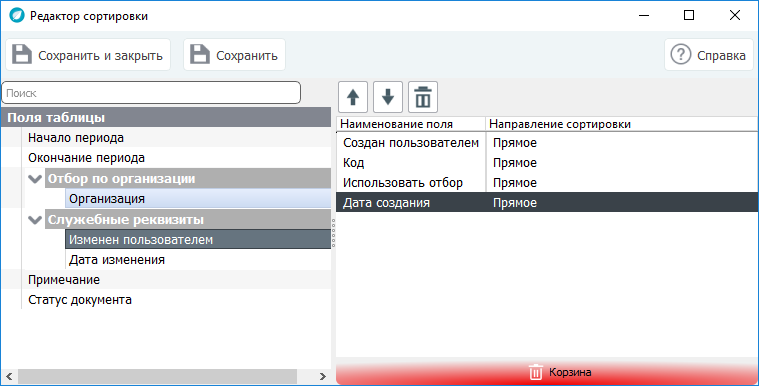 Редактор сортировки
Сохранить и закрыть
Сохранить
Справка
Поиск
Поля таблицы
Начало периода
Окончание периода
Отбор по организации
Организация
Служебные реквизиты
Изменен пользователем
Дата изменения
Примечание
Статус документа
Наименование поля Направление сортировки
Создан пользователем Прямое
Код Прямое
Использовать отбор Прямое
Дата создания Прямое
Корзина